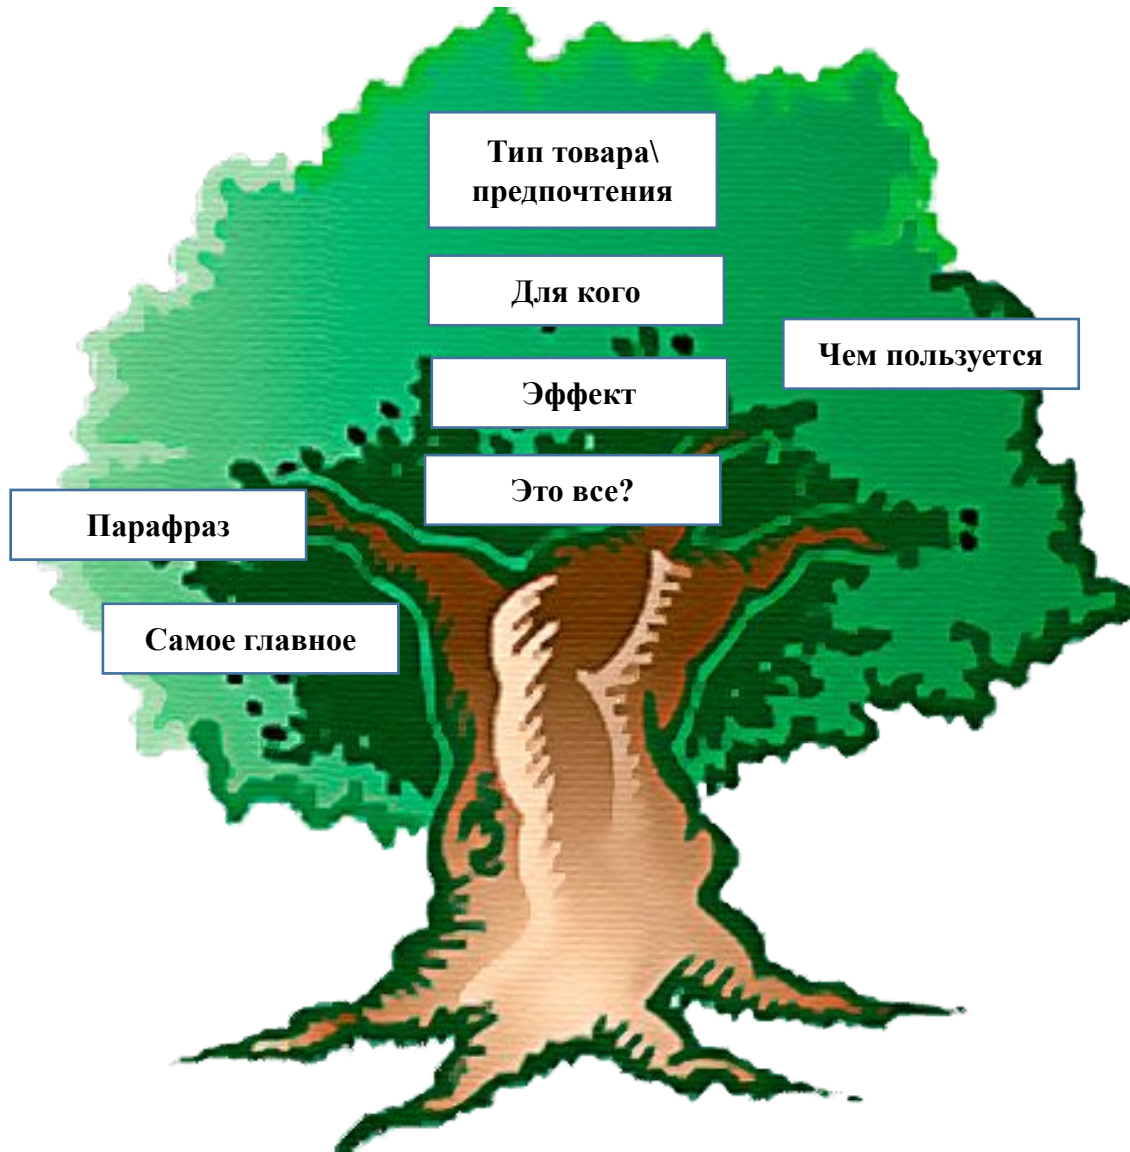 Тип товара\
предпочтения
Для кого
Чем пользуется
Эффект
Это все?
Парафраз
Самое главное